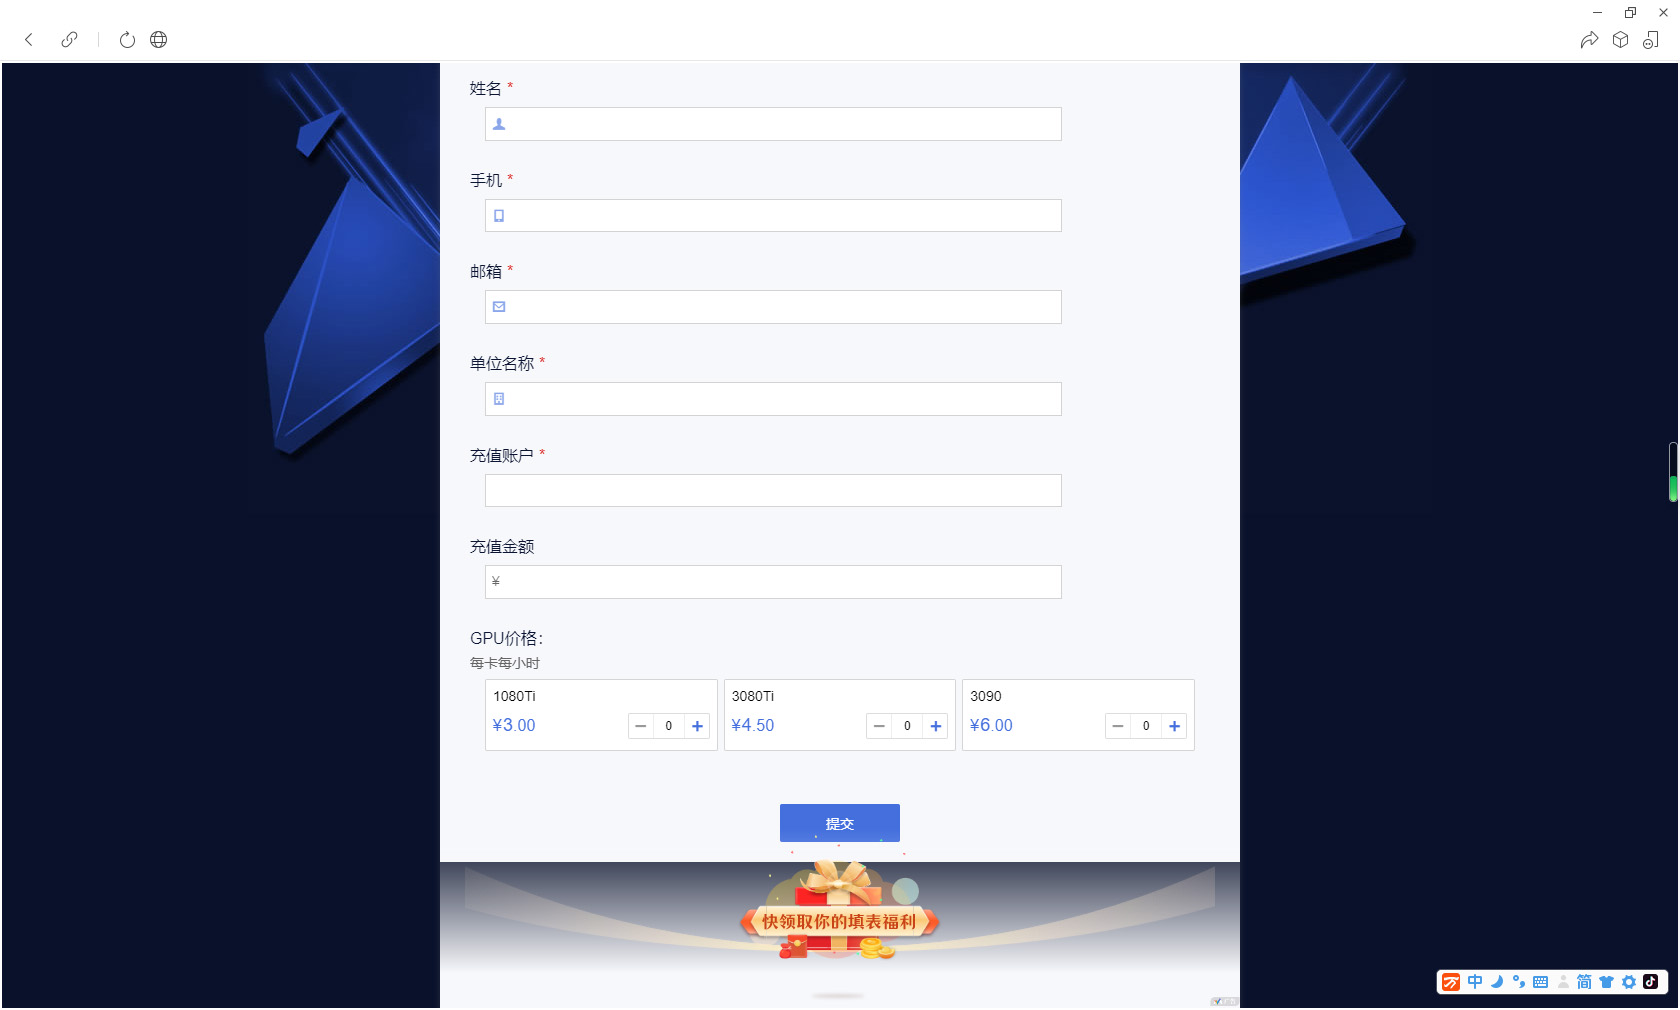 姓名 *
手机 *
邮箱 *
单位名称 *
充值账户 *
充值金额
¥
GPU价格：
每卡每小时
1080Ti
¥3.00
0
3080Ti
¥4.50
0
3090
¥6.00
0
提交
快领取你的填表福利
中
简